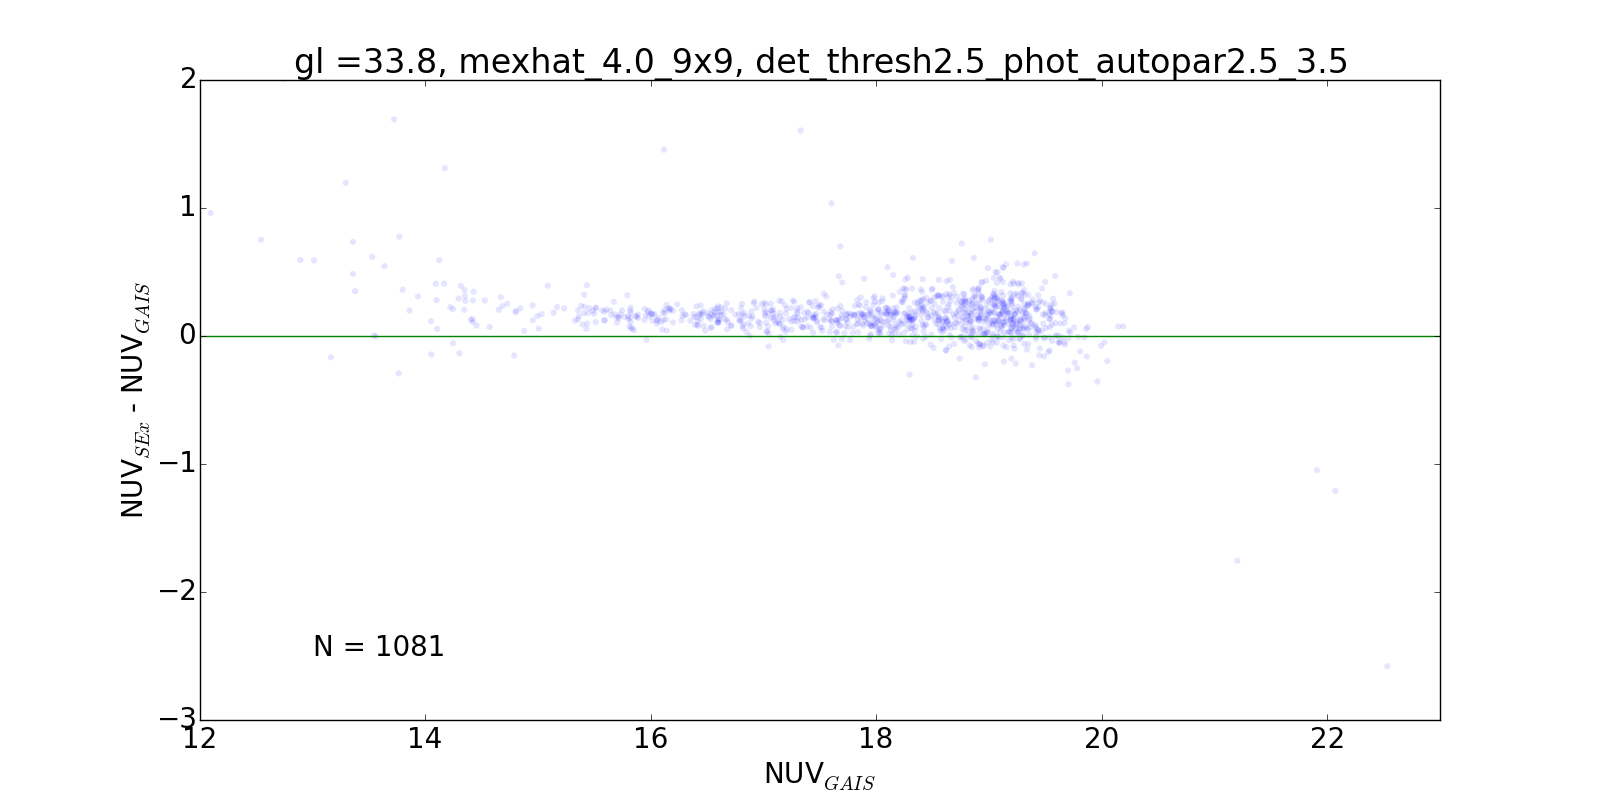 gl =33.8, mexhat_4.0_9x9, det_thresh2.5_phot_autopar2.5_3.5
2
1
0
−1
−2
−3
NUV_SEx - NUV_GAIS
N = 1081
12 14 16 18 20 22
NUV_GAIS